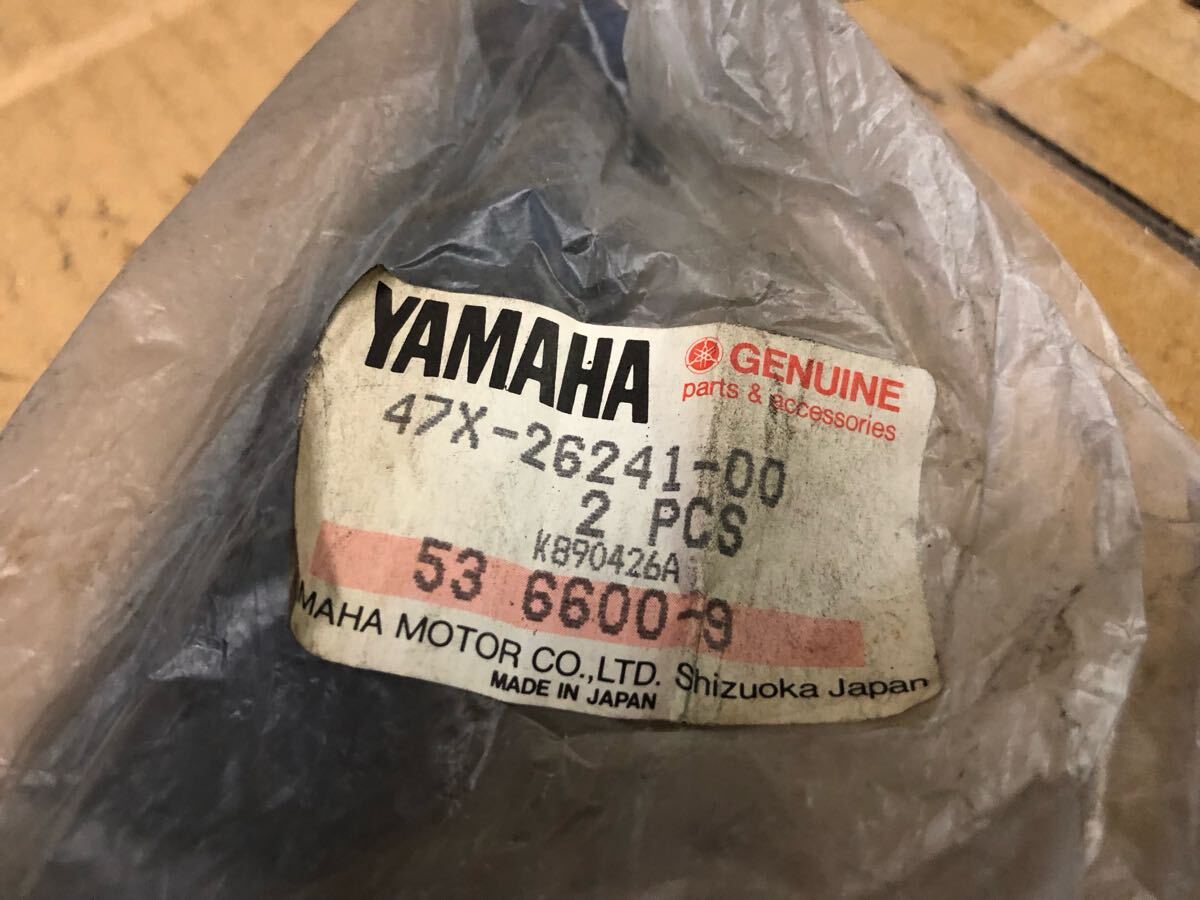 YAMAHA GENUINE
parts & accessories
47X-26241-00
2 PCS
K890426A
53 6600-9
MAHA MOTOR CO.,LTD. Shizuoka Japan
MADE IN JAPAN